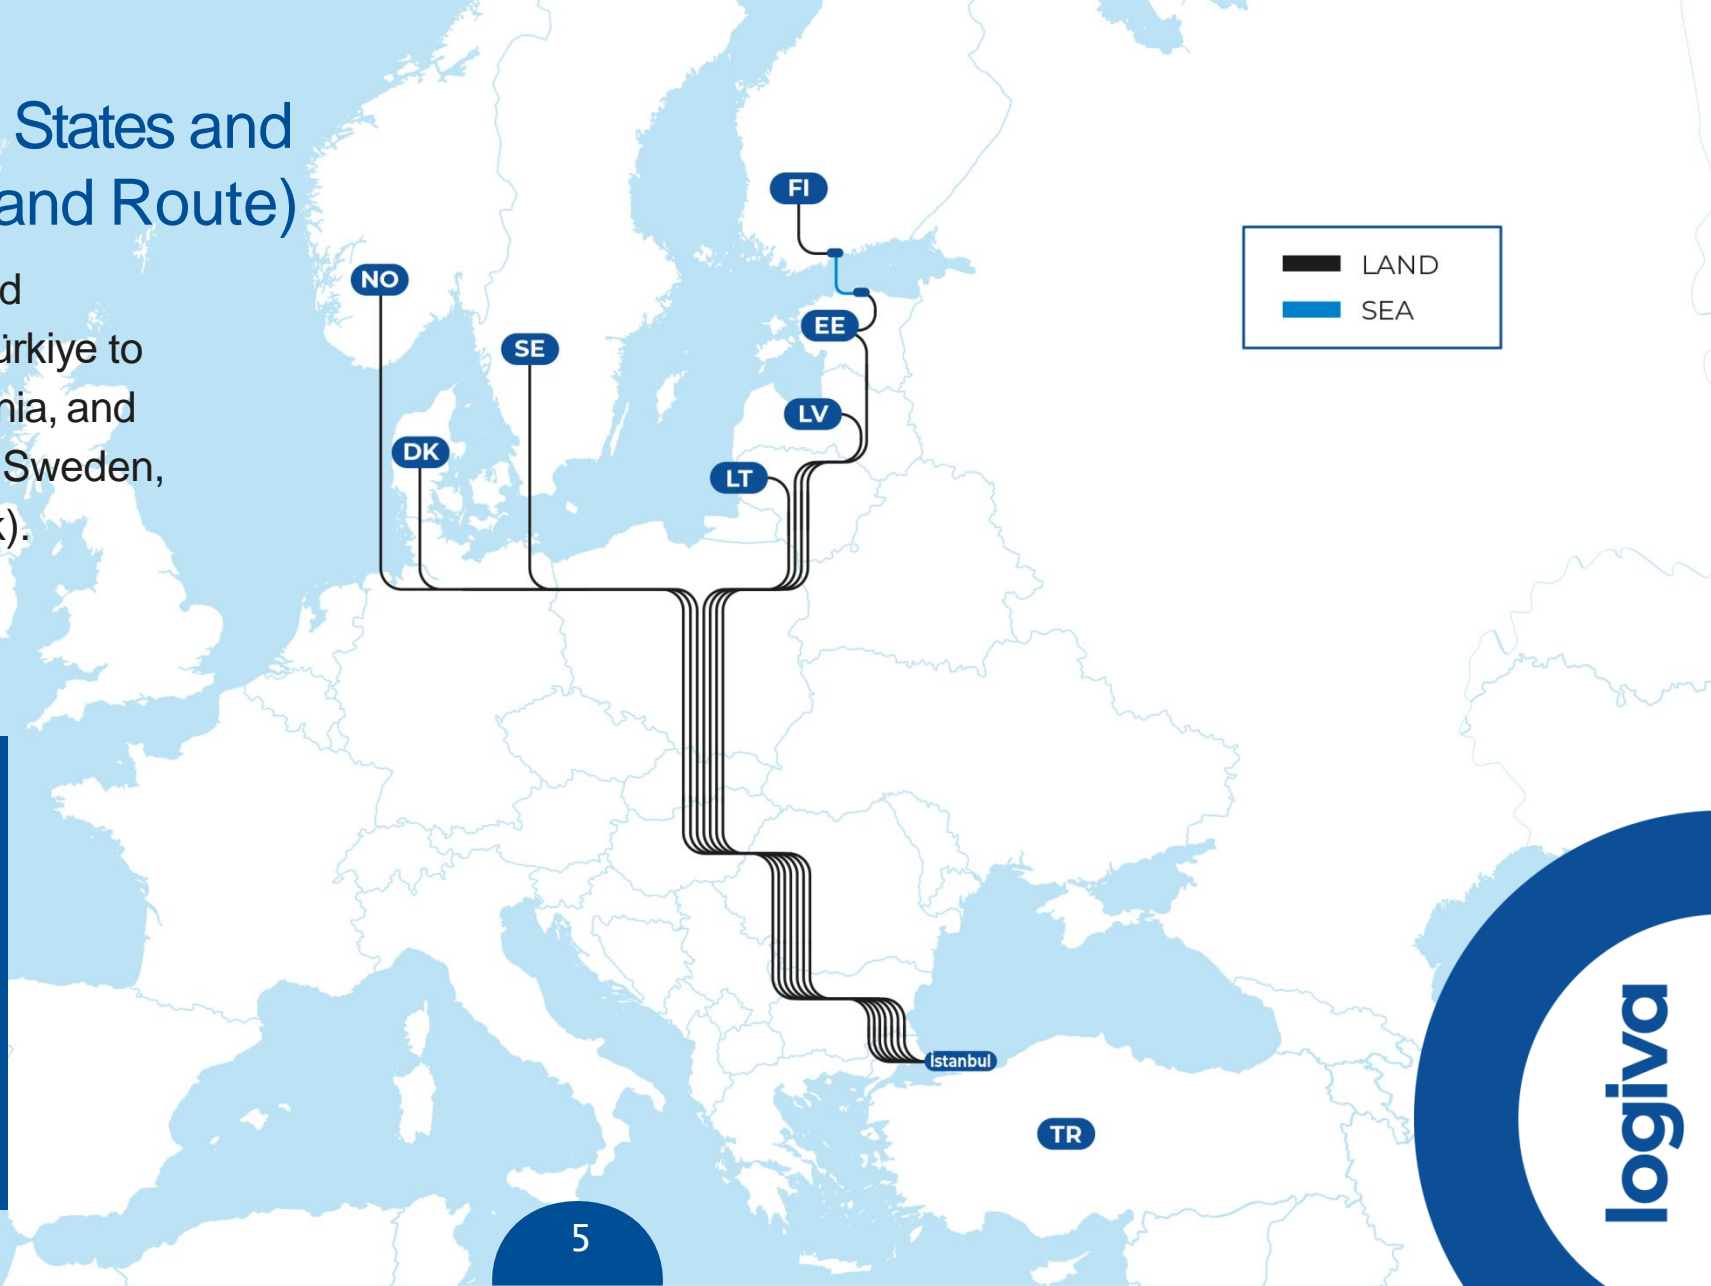 States and
and Route)
d
ürkiye to
nia, and
Sweden,
k).
FI
NO
EE
SE
LV
DK
LT
LAND
SEA
İstanbul
TR
logiva
5